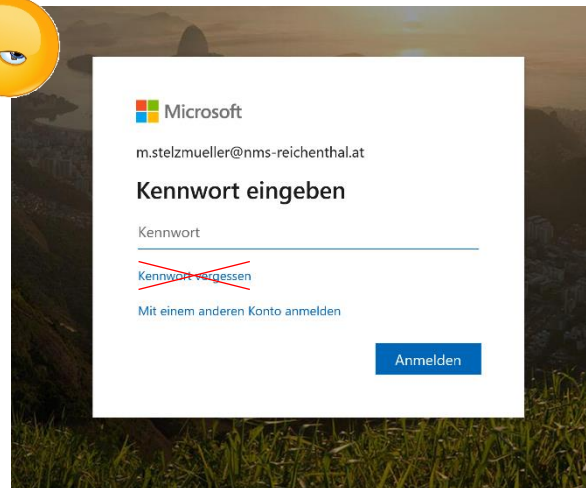 Microsoft
m.stelzmueller@nms-reichenthal.at
Kennwort eingeben
Kennwort
Kennwort vergessen
Mit einem anderen Konto anmelden
Anmelden